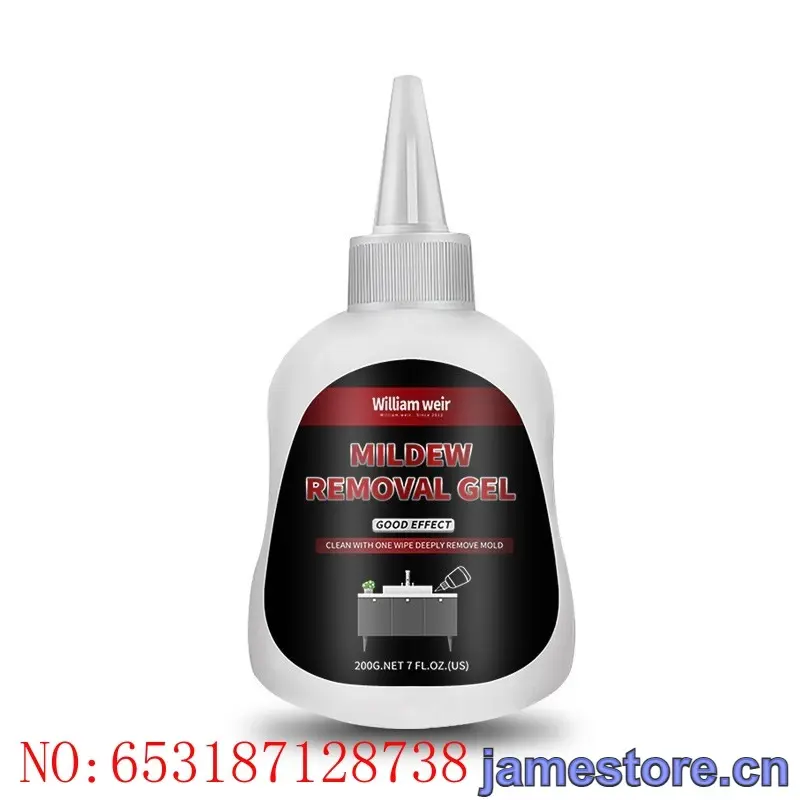 William weir
William weir . Since 2012
MILDEW
REMOVAL GEL
GOOD EFFECT
CLEAN WITH ONE WIPE DEEPLY REMOVE MOLD
200G.NET 7 FL.OZ.(US)
NO:653187128738
jamestore.cn